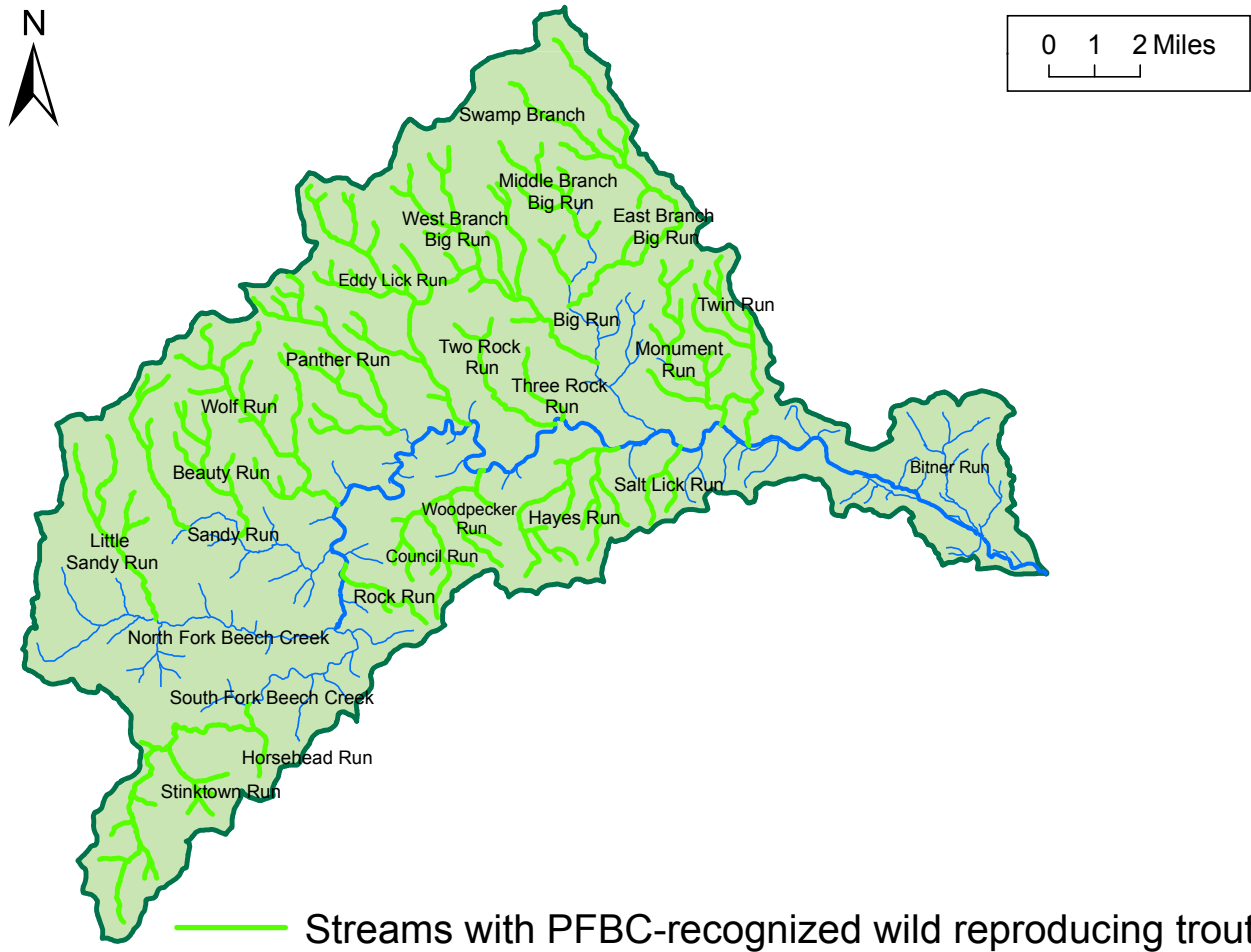 N
0 1 2 Miles
Swamp Branch
Middle Branch
Big Run
West Branch
Big Run
East Branch
Big Run
Eddy Lick Run
Twin Run
Big Run
Panther Run
Two Rock
Run
Monument
Run
Three Rock
Run
Wolf Run
Beauty Run
Bitner Run
Salt Lick Run
Woodpecker
Run
Hayes Run
Sandy Run
Little
Sandy Run
Council Run
Rock Run
North Fork Beech Creek
South Fork Beech Creek
Horsehead Run
Stinktown Run
Streams with PFBC-recognized wild reproducing trout